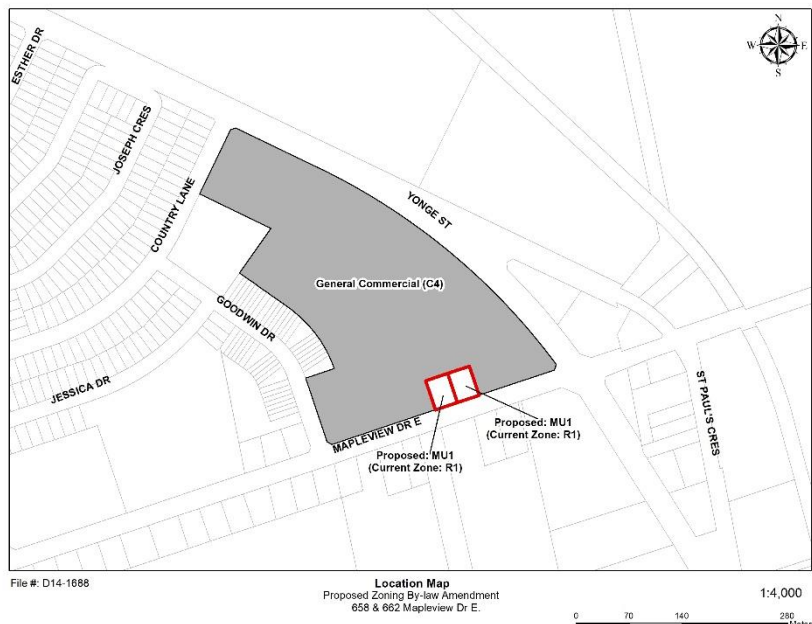 N
W
E
S
ESTHER DR
JOSEPH CRES
COUNTRY LANE
YONGE ST
General Commercial (C4)
GOODWIN DR
JESSICA DR
ST PAUL'S CRES
MAPLEVIEW DR E
Proposed: MU1
(Current Zone: R1)
Proposed: MU1
(Current Zone: R1)
File #: D14-1688
Location Map
Proposed Zoning By-law Amendment
658 & 662 Mapleview Dr E.
1:4,000
0 70 140 280